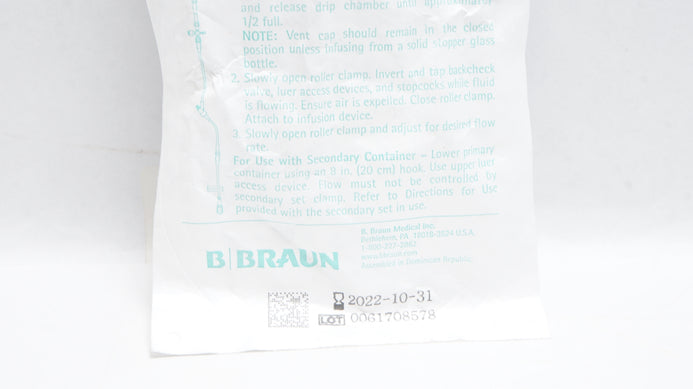 and release drip chamber until approximately
1/2 full.
NOTE: Vent cap should remain in the closed
position unless infusing from a solid stopper glass
bottle.
2. Slowly open roller clamp. Invert and tap backcheck
valve, luer access devices, and stopcocks while fluid
is flowing. Ensure air is expelled. Close roller clamp.
Attach to infusion device.
3. Slowly open roller clamp and adjust for desired flow
rate.
For Use with Secondary Container – Lower primary
container using an 8 in. (20 cm) hook. Use upper luer
access device. Flow must not be controlled by
secondary set clamp. Refer to Directions for Use
provided with the secondary set in use.
B. Braun Medical Inc.
Bethlehem, PA 18018-3524 U.S.A.
1-800-227-2862
www.bbraun.com
Assembled in Dominican Republic
B|BRAUN
2022-10-31
LOT 0061708578